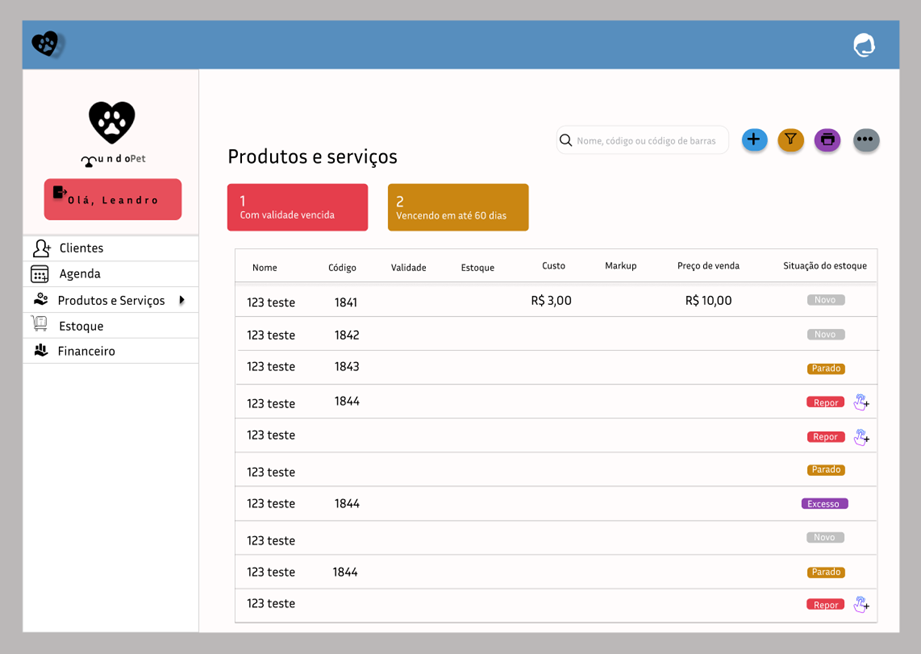 Nome, código ou código de barras
Produtos e serviços
mundoPet
Olá, Leandro
1
Com validade vencida
2
Vencendo em até 60 dias
Clientes
Agenda
Produtos e Serviços
Estoque
Financeiro
Nome Código Validade Estoque Custo Markup Preço de venda Situação do estoque
123 teste 1841 R$ 3,00 R$ 10,00 Novo
123 teste 1842 Novo
123 teste 1843 Parado
123 teste 1844 Repor
123 teste Repor
123 teste Parado
123 teste 1844 Excesso
123 teste Novo
123 teste 1844 Parado
123 teste Repor